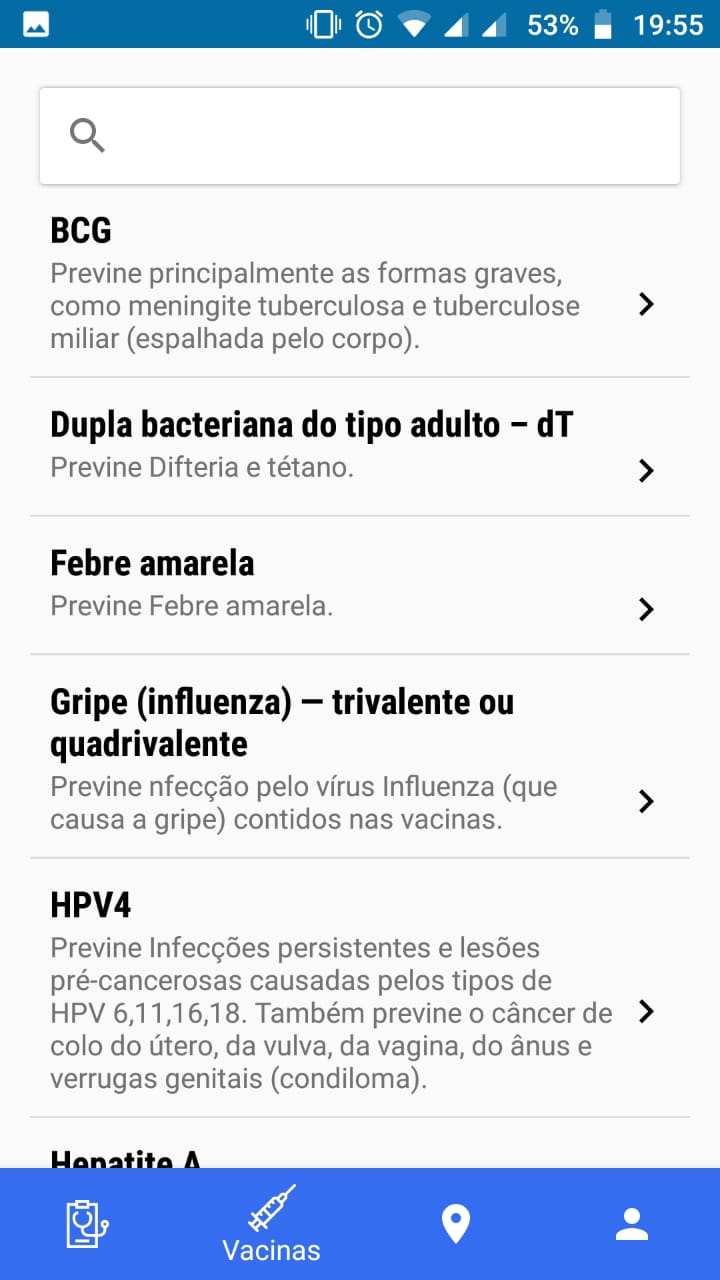 53% 19:55
BCG
Previne principalmente as formas graves,
como meningite tuberculosa e tuberculose
miliar (espalhada pelo corpo).
Dupla bacteriana do tipo adulto – dT
Previne Difteria e tétano.
Febre amarela
Previne Febre amarela.
Gripe (influenza) — trivalente ou
quadrivalente
Previne nfecção pelo vírus Influenza (que
causa a gripe) contidos nas vacinas.
HPV4
Previne Infecções persistentes e lesões
pré-cancerosas causadas pelos tipos de
HPV 6,11,16,18. Também previne o câncer de
colo do útero, da vulva, da vagina, do ânus e
verrugas genitais (condiloma).
Hepatite A
Vacinas